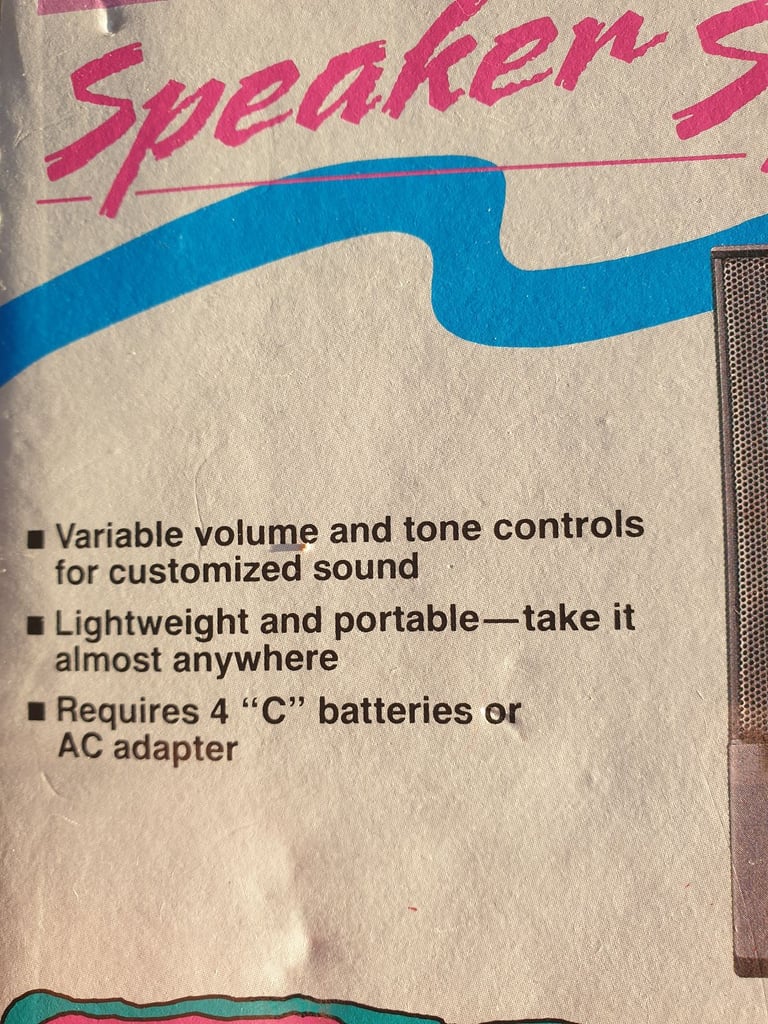 Speaker S
■ Variable volume and tone controls
for customized sound
■ Lightweight and portable—take it
almost anywhere
■ Requires 4 “C” batteries or
AC adapter